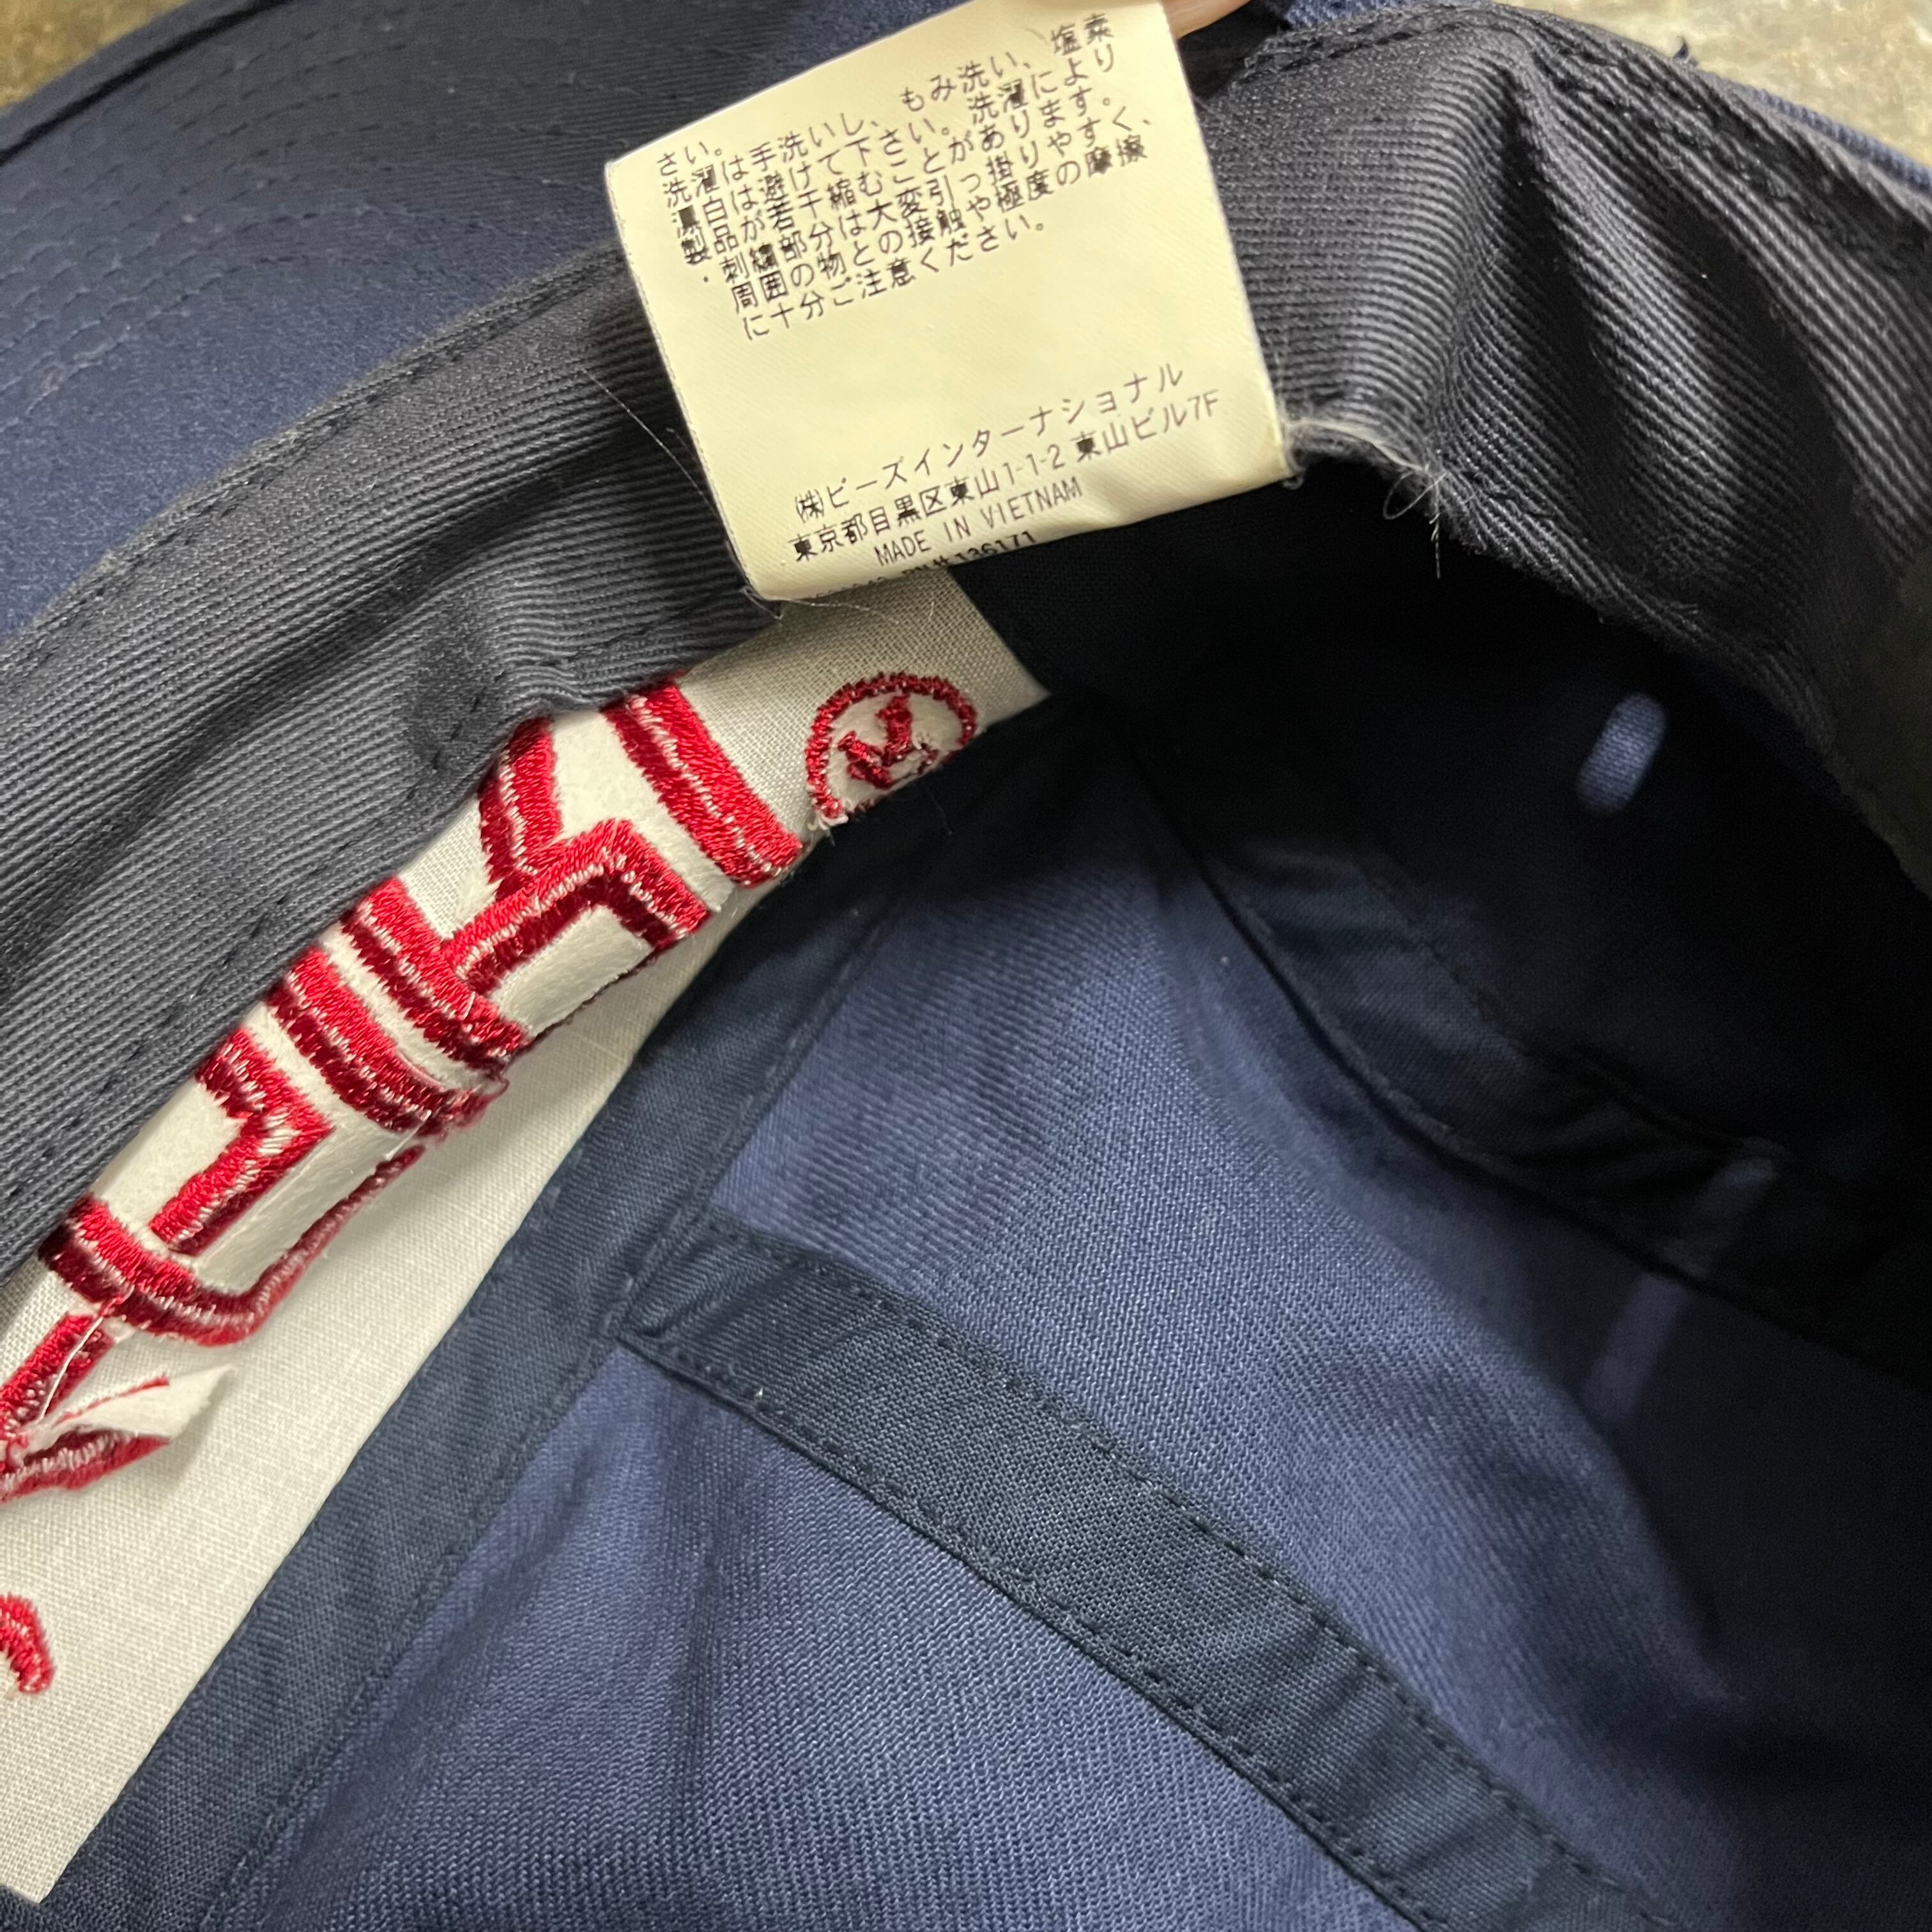 さい。
洗濯は手洗いし、もみ洗い、塩素
漂白は避けて下さい。洗濯により
製品が若干縮むことがあります。
・刺繍部分は大変引っ掛りやすく、
周囲の物との接触や極度の摩擦
に十分ご注意ください。
㈱ビーズインターナショナル
東京都目黒区東山1-1-2 東山ビル7F
MADE IN VIETNAM
136171